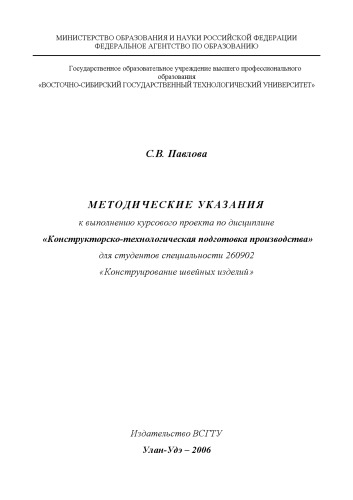 МИНИСТЕРСТВО ОБРАЗОВАНИЯ И НАУКИ РОССИЙСКОЙ ФЕДЕРАЦИИ
ФЕДЕРАЛЬНОЕ АГЕНТСТВО ПО ОБРАЗОВАНИЮ
Государственное образовательное учреждение высшего профессионального
образования
«ВОСТОЧНО-СИБИРСКИЙ ГОСУДАРСТВЕННЫЙ ТЕХНОЛОГИЧЕСКИЙ УНИВЕРСИТЕТ»
С.В. Павлова
МЕТОДИЧЕСКИЕ УКАЗАНИЯ
к выполнению курсового проекта по дисциплине
«Конструкторско-технологическая подготовка производства»
для студентов специальности 260902
«Конструирование швейных изделий»
Издательство ВСГТУ
Улан-Удэ – 2006